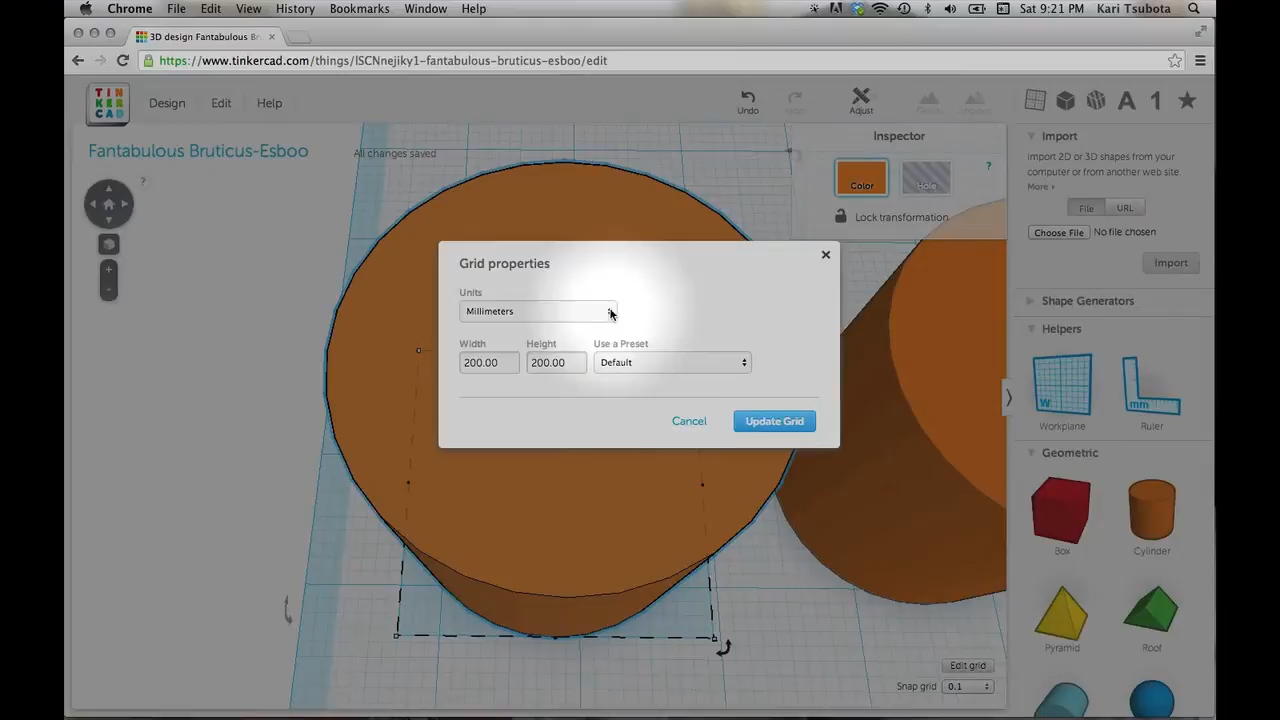 Chrome File Edit View History Bookmarks Window Help Sat 9:21 PM Kari Tsubota
3D design Fantabulous Br
https://www.tinkercad.com/things/lSCNnejiky1-fantabulous-bruticus-esboo/edit
TIN
KER
CAD
Design Edit Help
Undo
Adjust
Fantabulous Bruticus-Esboo
All changes saved
?
+
-
Inspector
Color
Hole
?
Lock transformation
A 1
Import
Import 2D or 3D shapes from your
computer or from another web site.
More
File URL
Choose File No file chosen
Import
Shape Generators
Helpers
W
mm
Workplane Ruler
Geometric
Box Cylinder
Pyramid Roof
Grid properties
Units
Millimeters
Width Height Use a Preset
200.00 200.00 Default
Cancel Update Grid
Edit grid
Snap grid 0.1